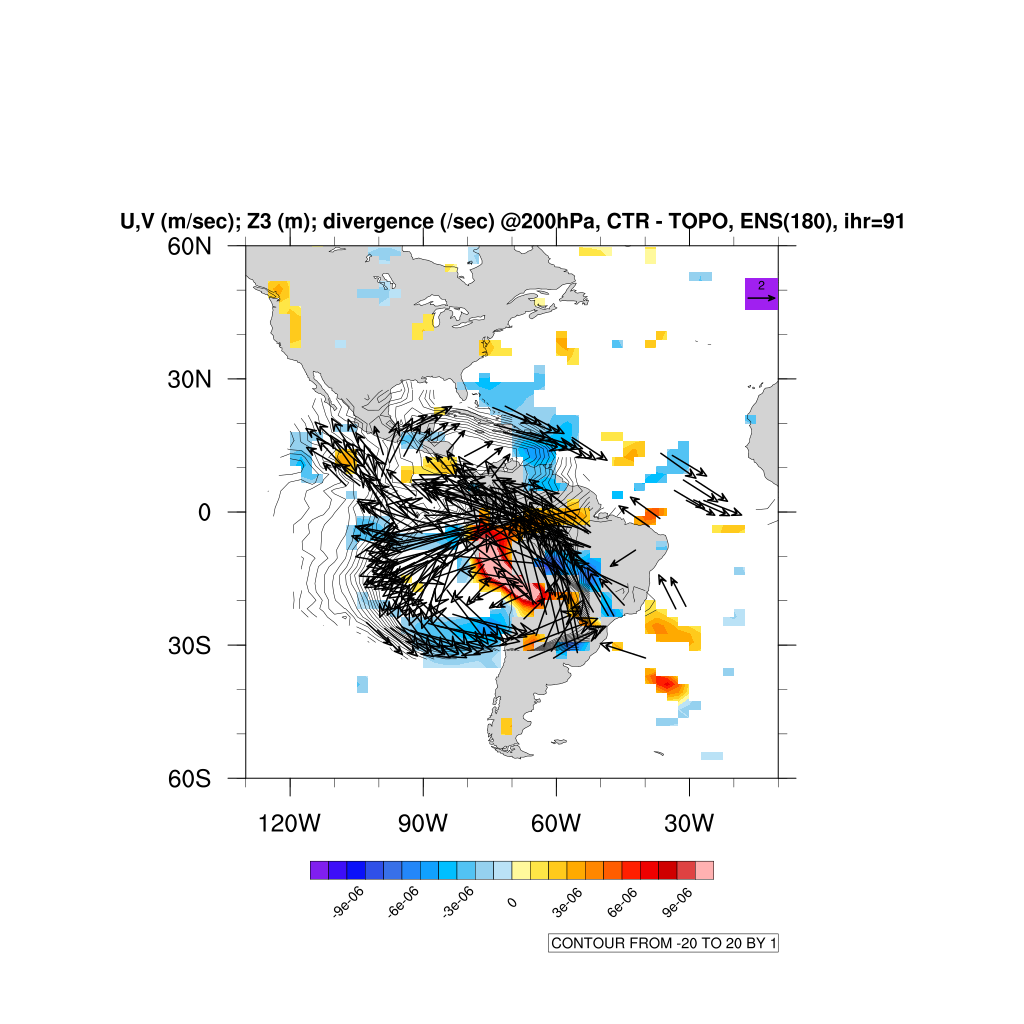 U,V (m/sec); Z3 (m); divergence (/sec) @200hPa, CTR - TOPO, ENS(180), ihr=91
60N
2
30N
0
30S
60S
120W 90W 60W 30W
-9e-06 -6e-06 -3e-06 0 3e-06 6e-06 9e-06
CONTOUR FROM -20 TO 20 BY 1